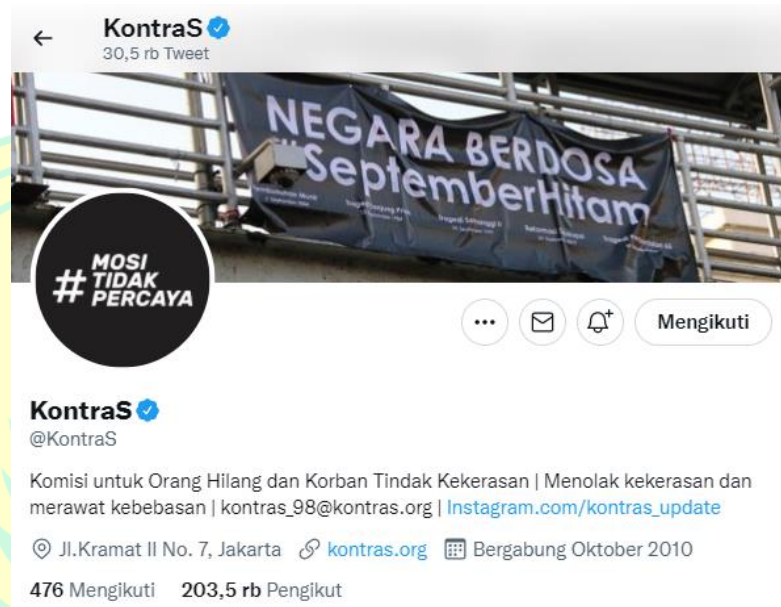 KontraS
30,5 rb Tweet
NEGARA BERDOSA
#SeptemberHitam
# MOSI
TIDAK
PERCAYA
Mengikuti
KontraS
@KontraS
Komisi untuk Orang Hilang dan Korban Tindak Kekerasan | Menolak kekerasan dan
merawat kebebasan | kontras_98@kontras.org | Instagram.com/kontras_update
Jl.Kramat II No. 7, Jakarta kontras.org Bergabung Oktober 2010
476 Mengikuti 203,5 rb Pengikut